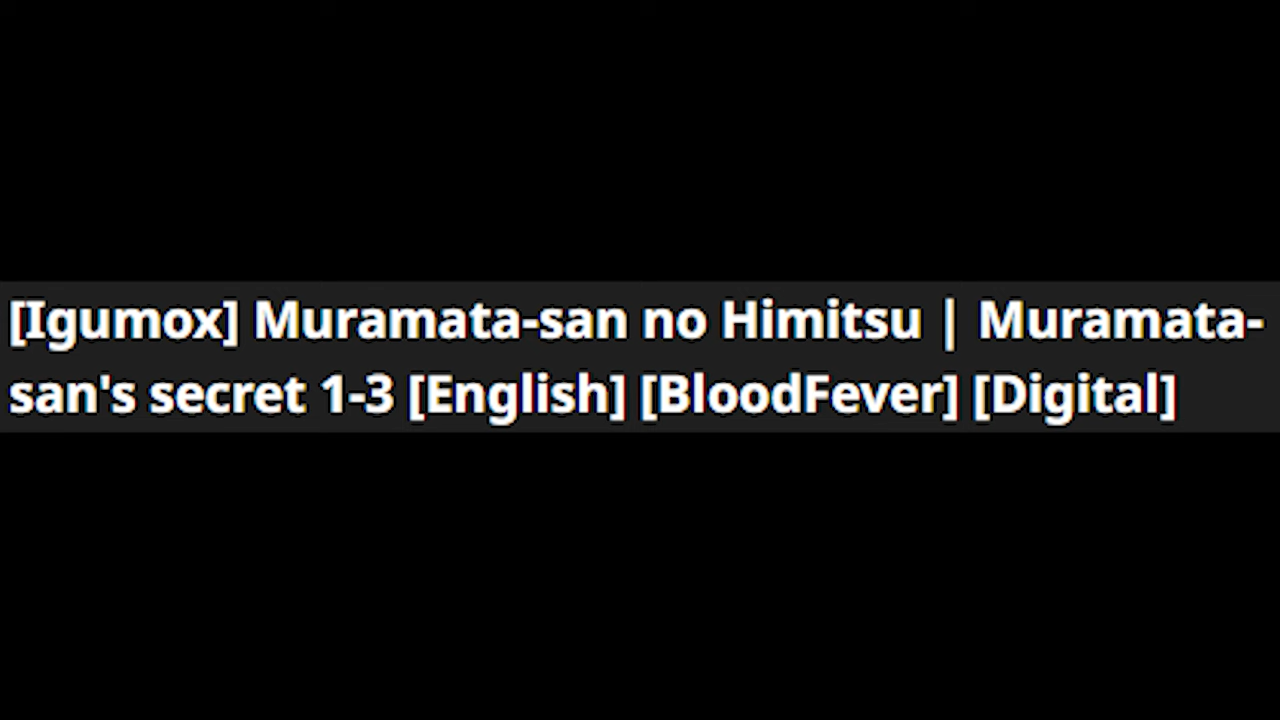 [Igumox] Muramata-san no Himitsu | Muramata-
san's secret 1-3 [English] [BloodFever] [Digital]